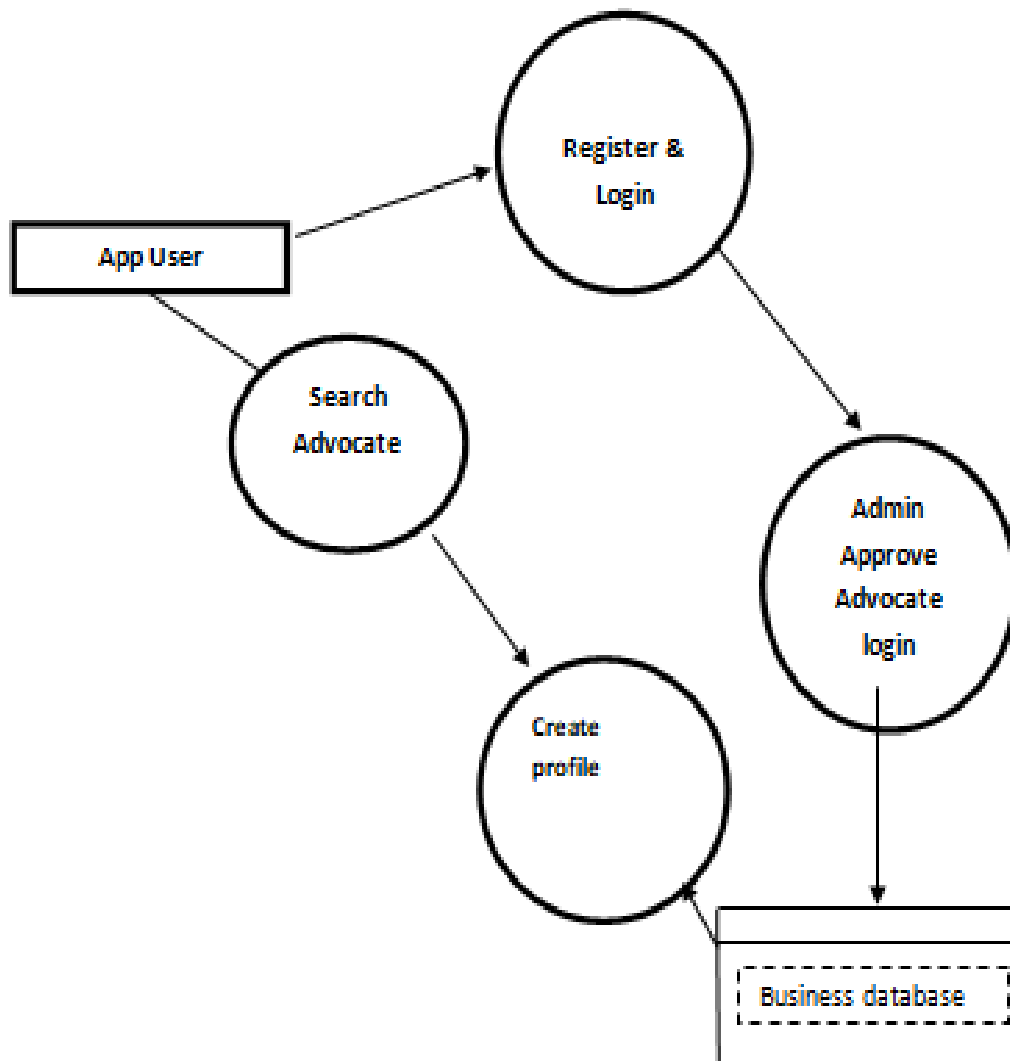 Register &
Login
App User
Search
Advocate
Admin
Approve
Advocate
login
Create
profile
Business database